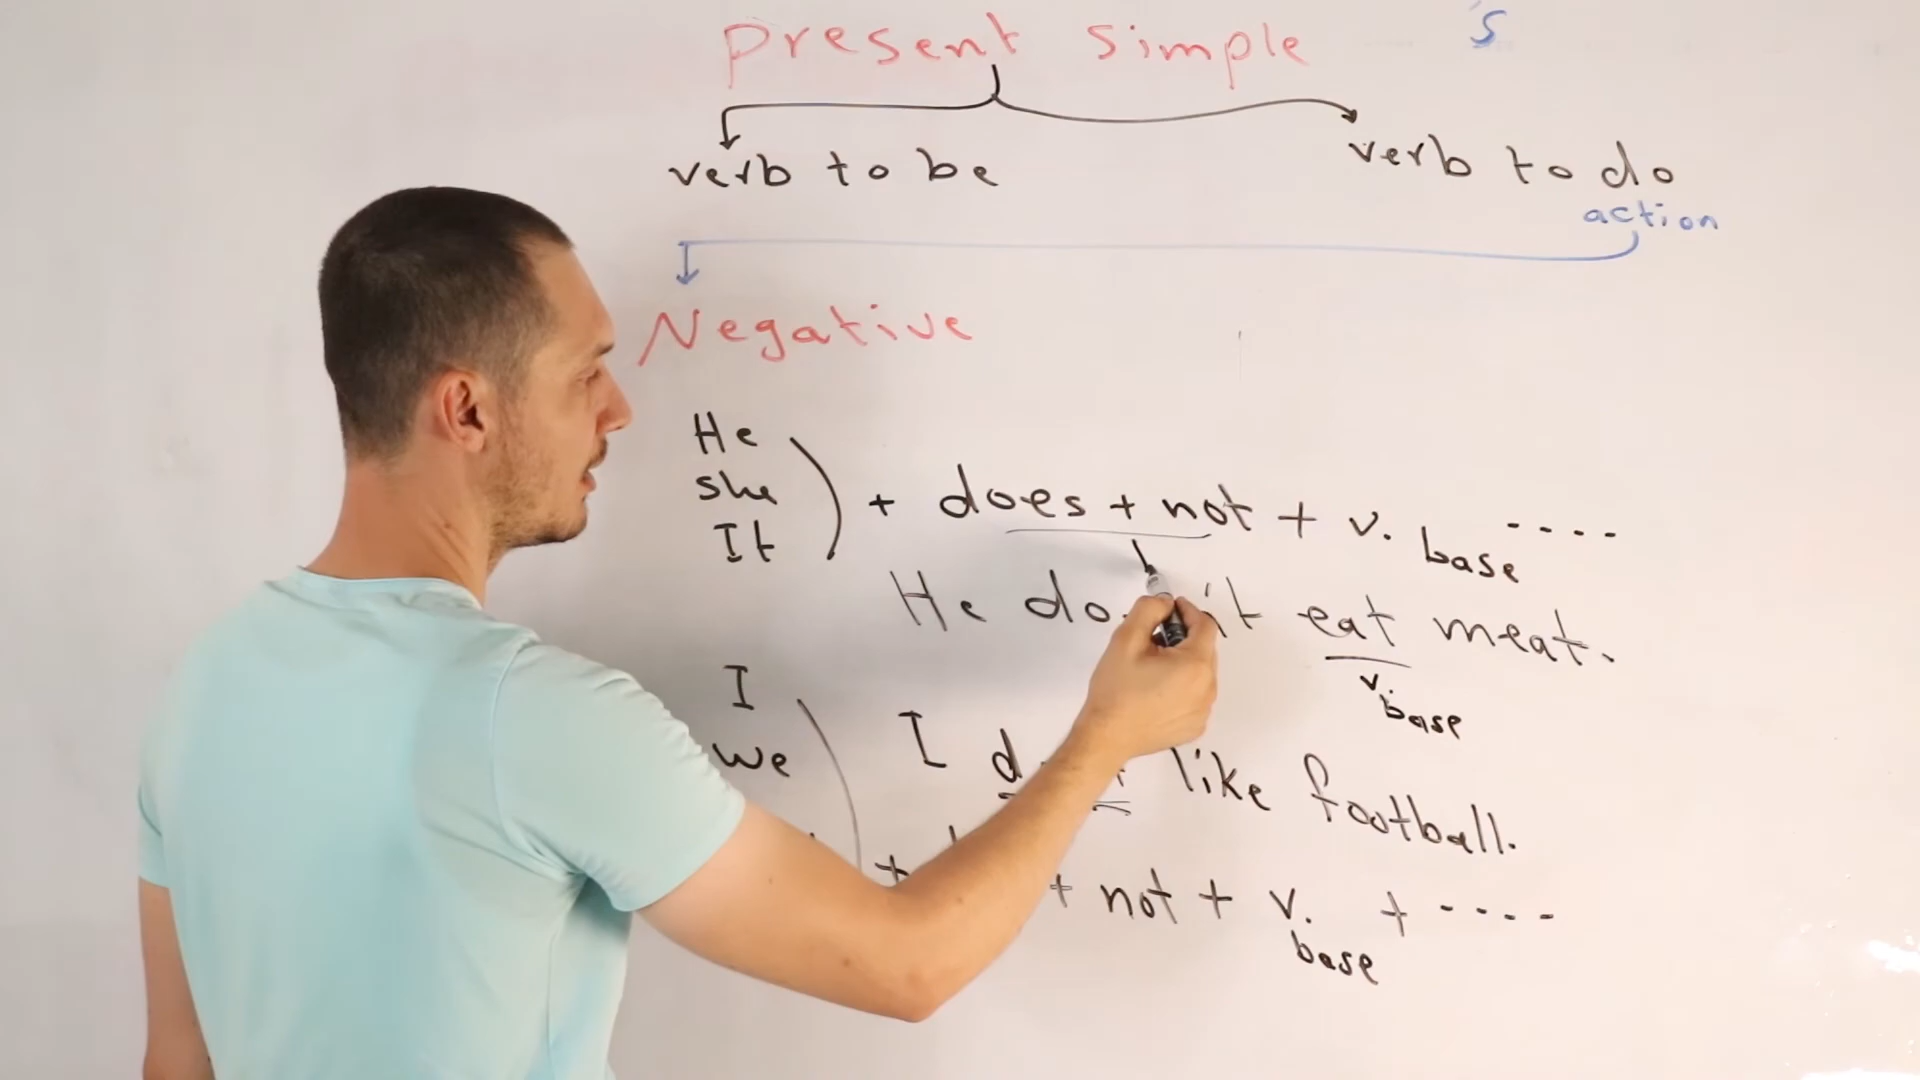 present simple 's
verb to be verb to do
action
Negative
He
she
It
+ does + not + v. base ----
He eat meat.
v. base
I
we
I like football.
+ + not + v. base + ----